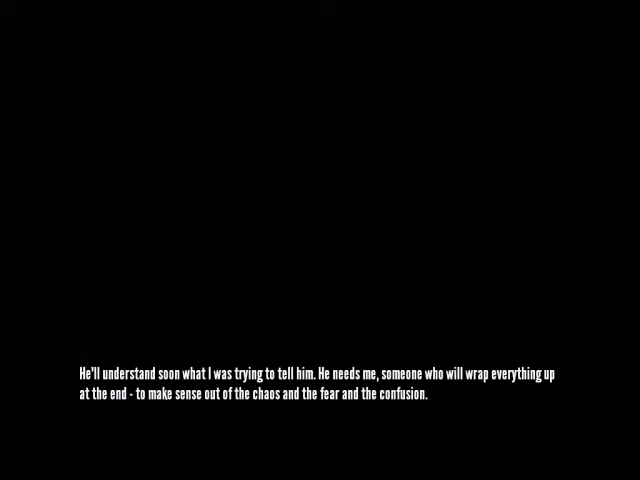 He'll understand soon what I was trying to tell him. He needs me, someone who will wrap everything up
at the end - to make sense out of the chaos and the fear and the confusion.